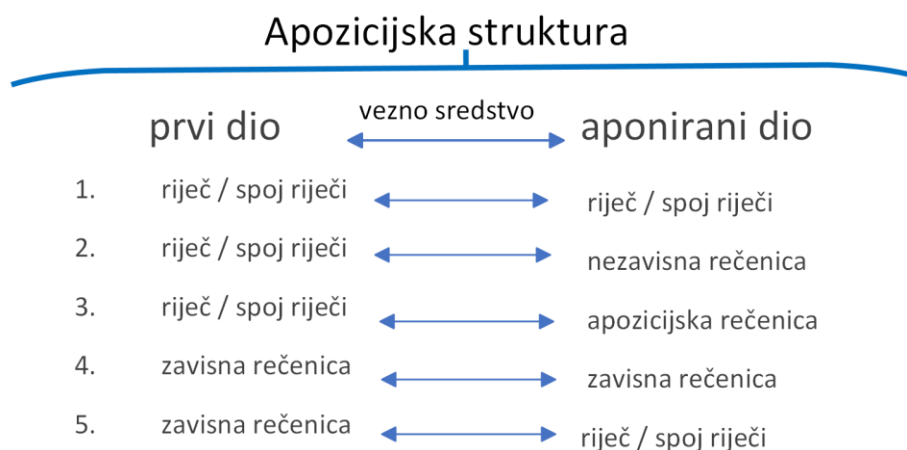 Apozicijska struktura
prvi dio vezno sredstvo aponirani dio
1. riječ / spoj riječi riječ / spoj riječi
2. riječ / spoj riječi nezavisna rečenica
3. riječ / spoj riječi apozicijska rečenica
4. zavisna rečenica zavisna rečenica
5. zavisna rečenica riječ / spoj riječi